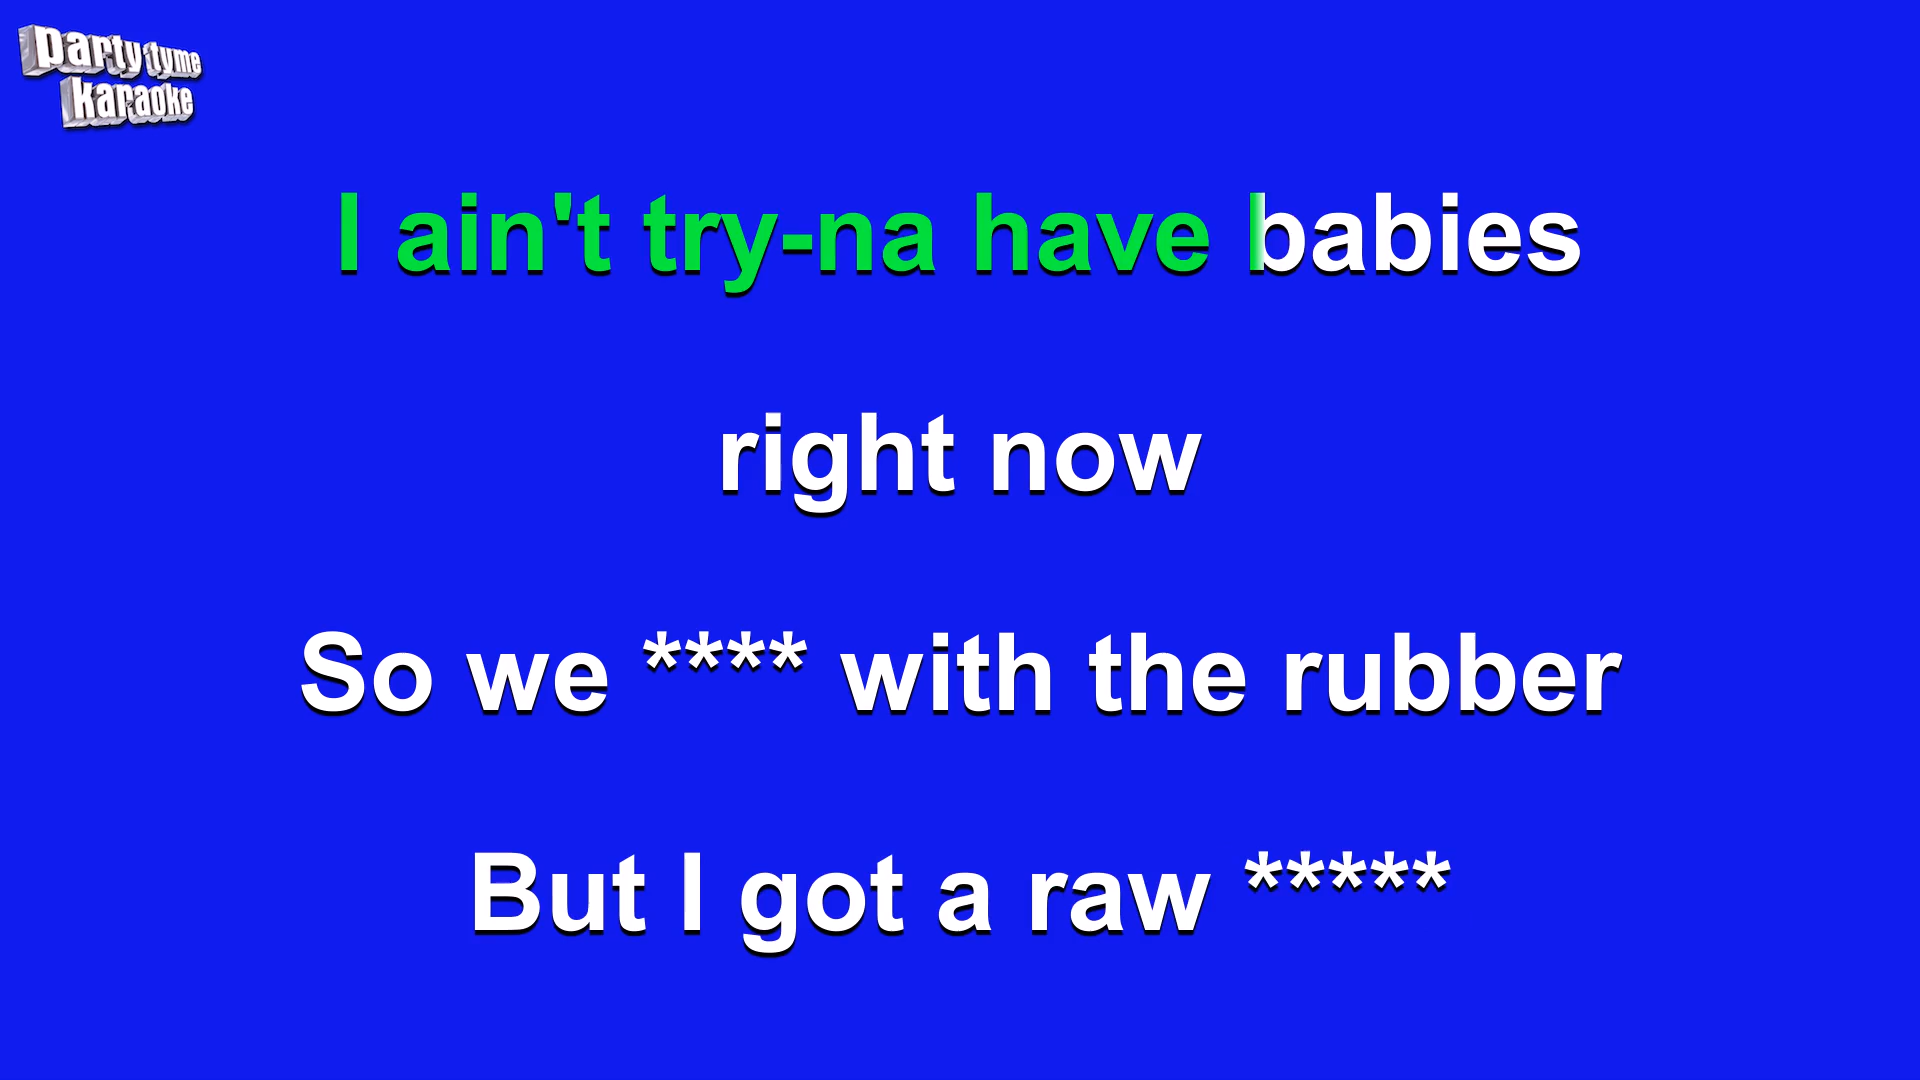 party tyme
karaoke
I ain't try-na have babies
right now
So we **** with the rubber
But I got a raw *****